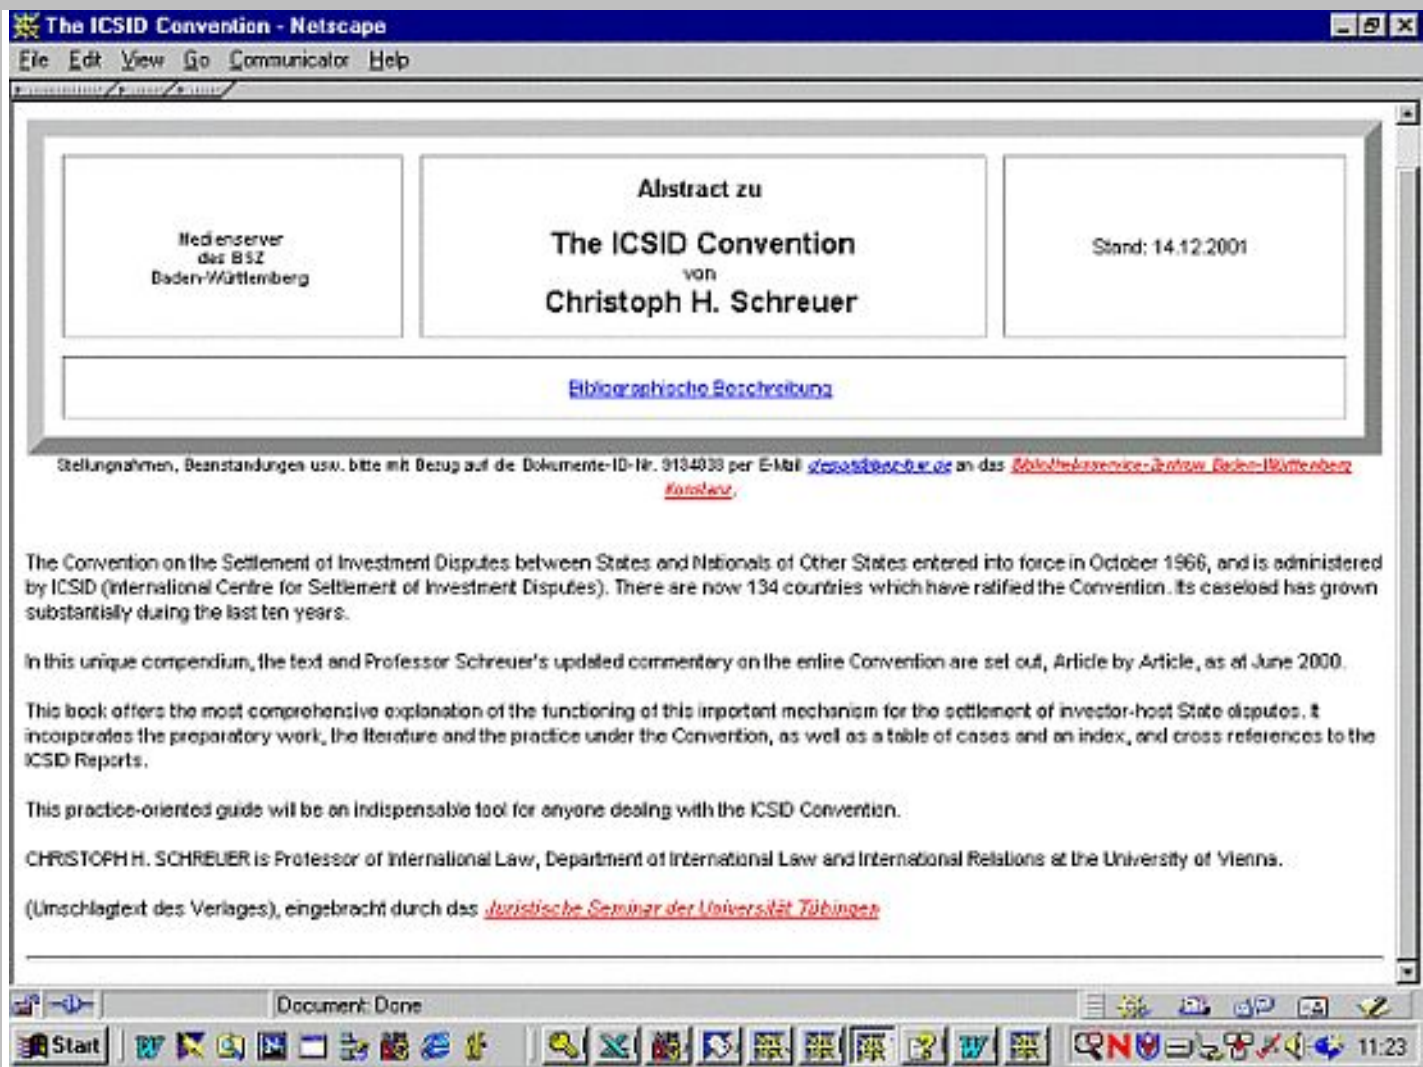 The ICSID Convention - Netscape
File Edit View Go Communicator Help
Medienserver
des BSZ
Baden-Württemberg
Abstract zu
The ICSID Convention
von
Christoph H. Schreuer
Stand: 14.12.2001
Bibliographische Beschreibung
Stellungnahmen, Beanstandungen usw. bitte mit Bezug auf die Dokumente-ID-Nr. per E-Mail an das Bibliotheksservice-Zentrum Baden-Württemberg
Konstanz.
The Convention on the Settlement of Investment Disputes between States and Nationals of Other States entered into force in October 1966, and is administered
by ICSID (International Centre for Settlement of Investment Disputes). There are now 134 countries which have ratified the Convention. Its caseload has grown
substantially during the last ten years.
In this unique compendium, the text and Professor Schreuer's updated commentary on the entire Convention are set out, Article by Article, as at June 2000.
This book offers the most comprehensive explanation of the functioning of this important mechanism for the settlement of investor-host State disputes. It
incorporates the preparatory work, the literature and the practice under the Convention, as well as a table of cases and an index, and cross references to the
ICSID Reports.
This practice-oriented guide will be an indispensable tool for anyone dealing with the ICSID Convention.
CHRISTOPH H. SCHREUER is Professor of International Law, Department of International Law and International Relations at the University of Vienna.
(Umschlagtext des Verlages), eingebracht durch das Juristische Seminar der Universität Tübingen
Document: Done
Start
11:23